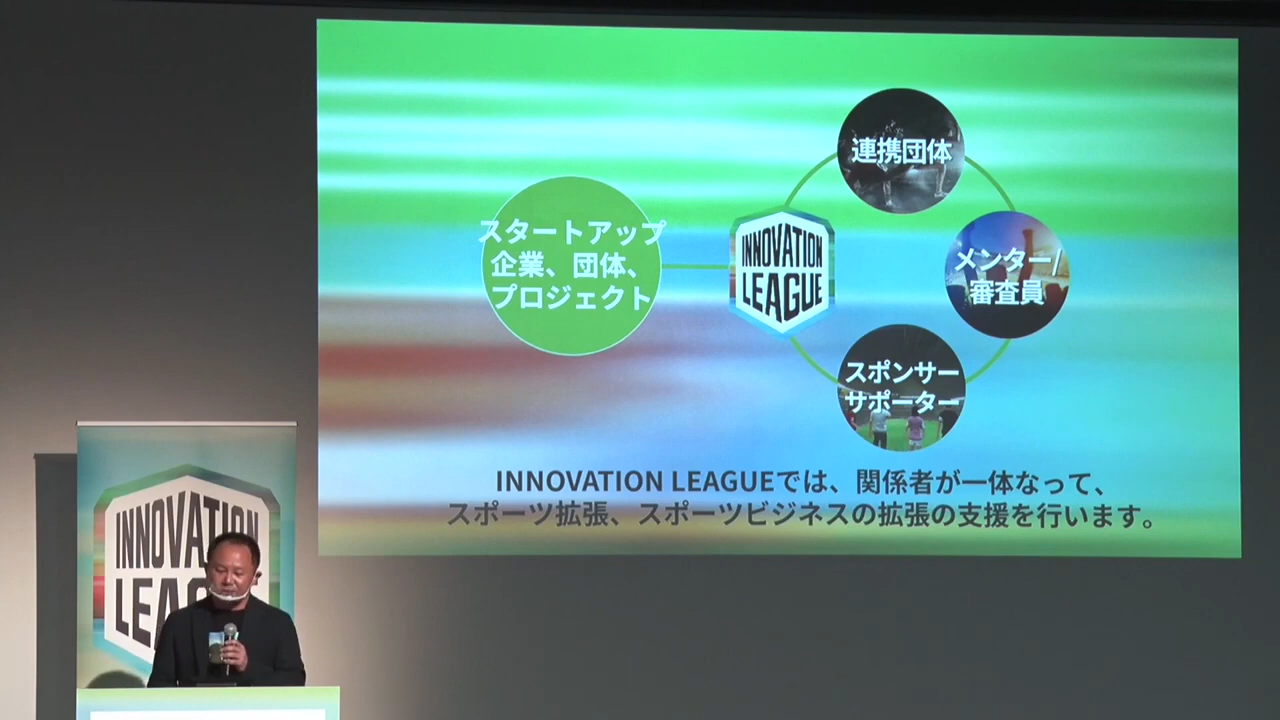 連携団体
スタートアップ
企業、団体、
プロジェクト
INNOVATION
LEAGUE
メンター/
審査員
スポンサー
サポーター
INNOVATION LEAGUEでは、関係者が一体なって、
スポーツ拡張、スポーツビジネスの拡張の支援を行います。
INNOVATION
LEAGUE